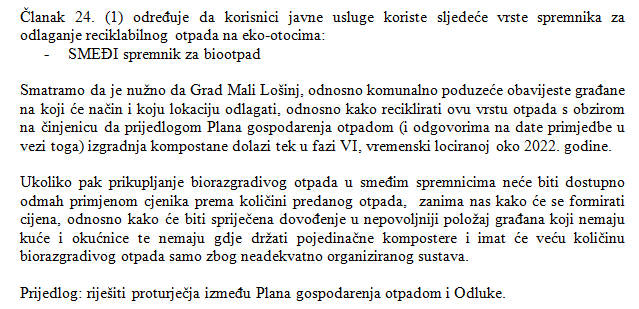 Članak 24. (1) određuje da korisnici javne usluge koriste sljedeće vrste spremnika za
odlaganje reciklabilnog otpada na eko-otocima:
- SMEĐI spremnik za biootpad
Smatramo da je nužno da Grad Mali Lošinj, odnosno komunalno poduzeće obavijeste građane
na koji će način i koju lokaciju odlagati, odnosno kako reciklirati ovu vrstu otpada s obzirom
na činjenicu da prijedlogom Plana gospodarenja otpadom (i odgovorima na date primjedbe u
vezi toga) izgradnja kompostane dolazi tek u fazi VI, vremenski lociranoj oko 2022. godine.
Ukoliko pak prikupljanje biorazgradivog otpada u smeđim spremnicima neće biti dostupno
odmah primjenom cjenika prema količini predanog otpada, zanima nas kako će se formirati
cijena, odnosno kako će biti spriječena dovođenje u nepovoljniji položaj građana koji nemaju
kuće i okućnice te nemaju gdje držati pojedinačne kompostere i imat će veću količinu
biorazgradivog otpada samo zbog neadekvatno organiziranog sustava.
Prijedlog: riješiti proturječja između Plana gospodarenja otpadom i Odluke.